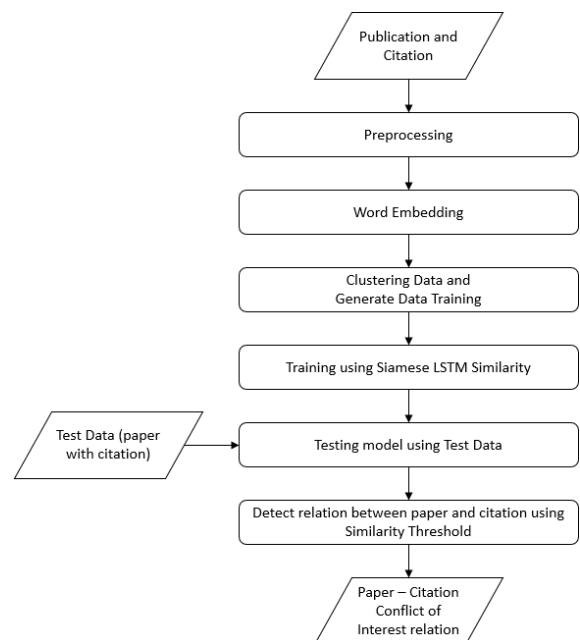 Publication and
Citation
Preprocessing
Word Embedding
Clustering Data and
Generate Data Training
Training using Siamese LSTM Similarity
Test Data (paper
with citation)
Testing model using Test Data
Detect relation between paper and citation using
Similarity Threshold
Paper – Citation
Conflict of
Interest relation